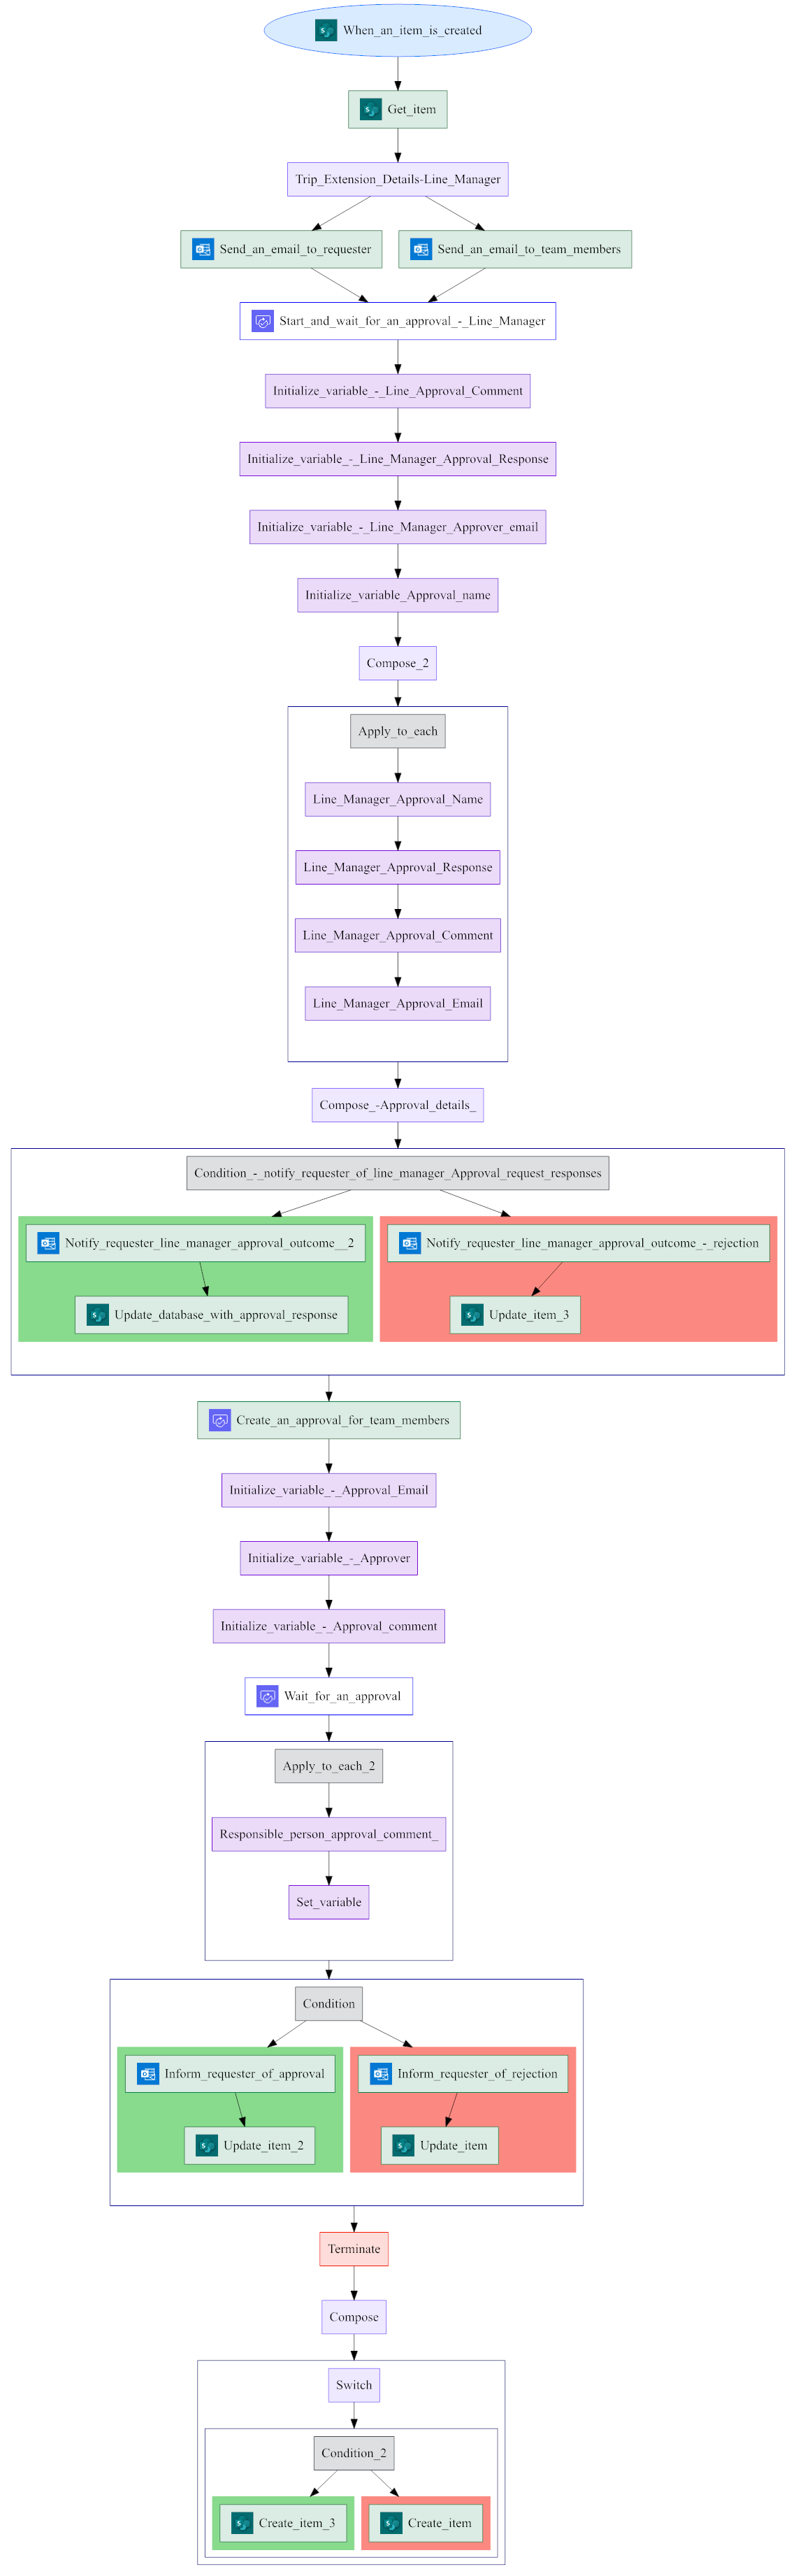 When_an_item_is_created
Get_item
Trip_Extension_Details-Line_Manager
Send_an_email_to_requester
Send_an_email_to_team_members
Start_and_wait_for_an_approval_-_Line_Manager
Initialize_variable_-_Line_Approval_Comment
Initialize_variable_-_Line_Manager_Approval_Response
Initialize_variable_-_Line_Manager_Approver_email
Initialize_variable_Approval_name
Compose_2
Apply_to_each
Line_Manager_Approval_Name
Line_Manager_Approval_Response
Line_Manager_Approval_Comment
Line_Manager_Approval_Email
Compose_-Approval_details_
Condition_-_notify_requester_of_line_manager_Approval_request_responses
Notify_requester_line_manager_approval_outcome__2
Notify_requester_line_manager_approval_outcome_-_rejection
Update_database_with_approval_response
Update_item_3
Create_an_approval_for_team_members
Initialize_variable_-_Approval_Email
Initialize_variable_-_Approver
Initialize_variable_-_Approval_comment
Wait_for_an_approval
Apply_to_each_2
Responsible_person_approval_comment_
Set_variable
Condition
Inform_requester_of_approval
Inform_requester_of_rejection
Update_item_2
Update_item
Terminate
Compose
Switch
Condition_2
Create_item_3
Create_item